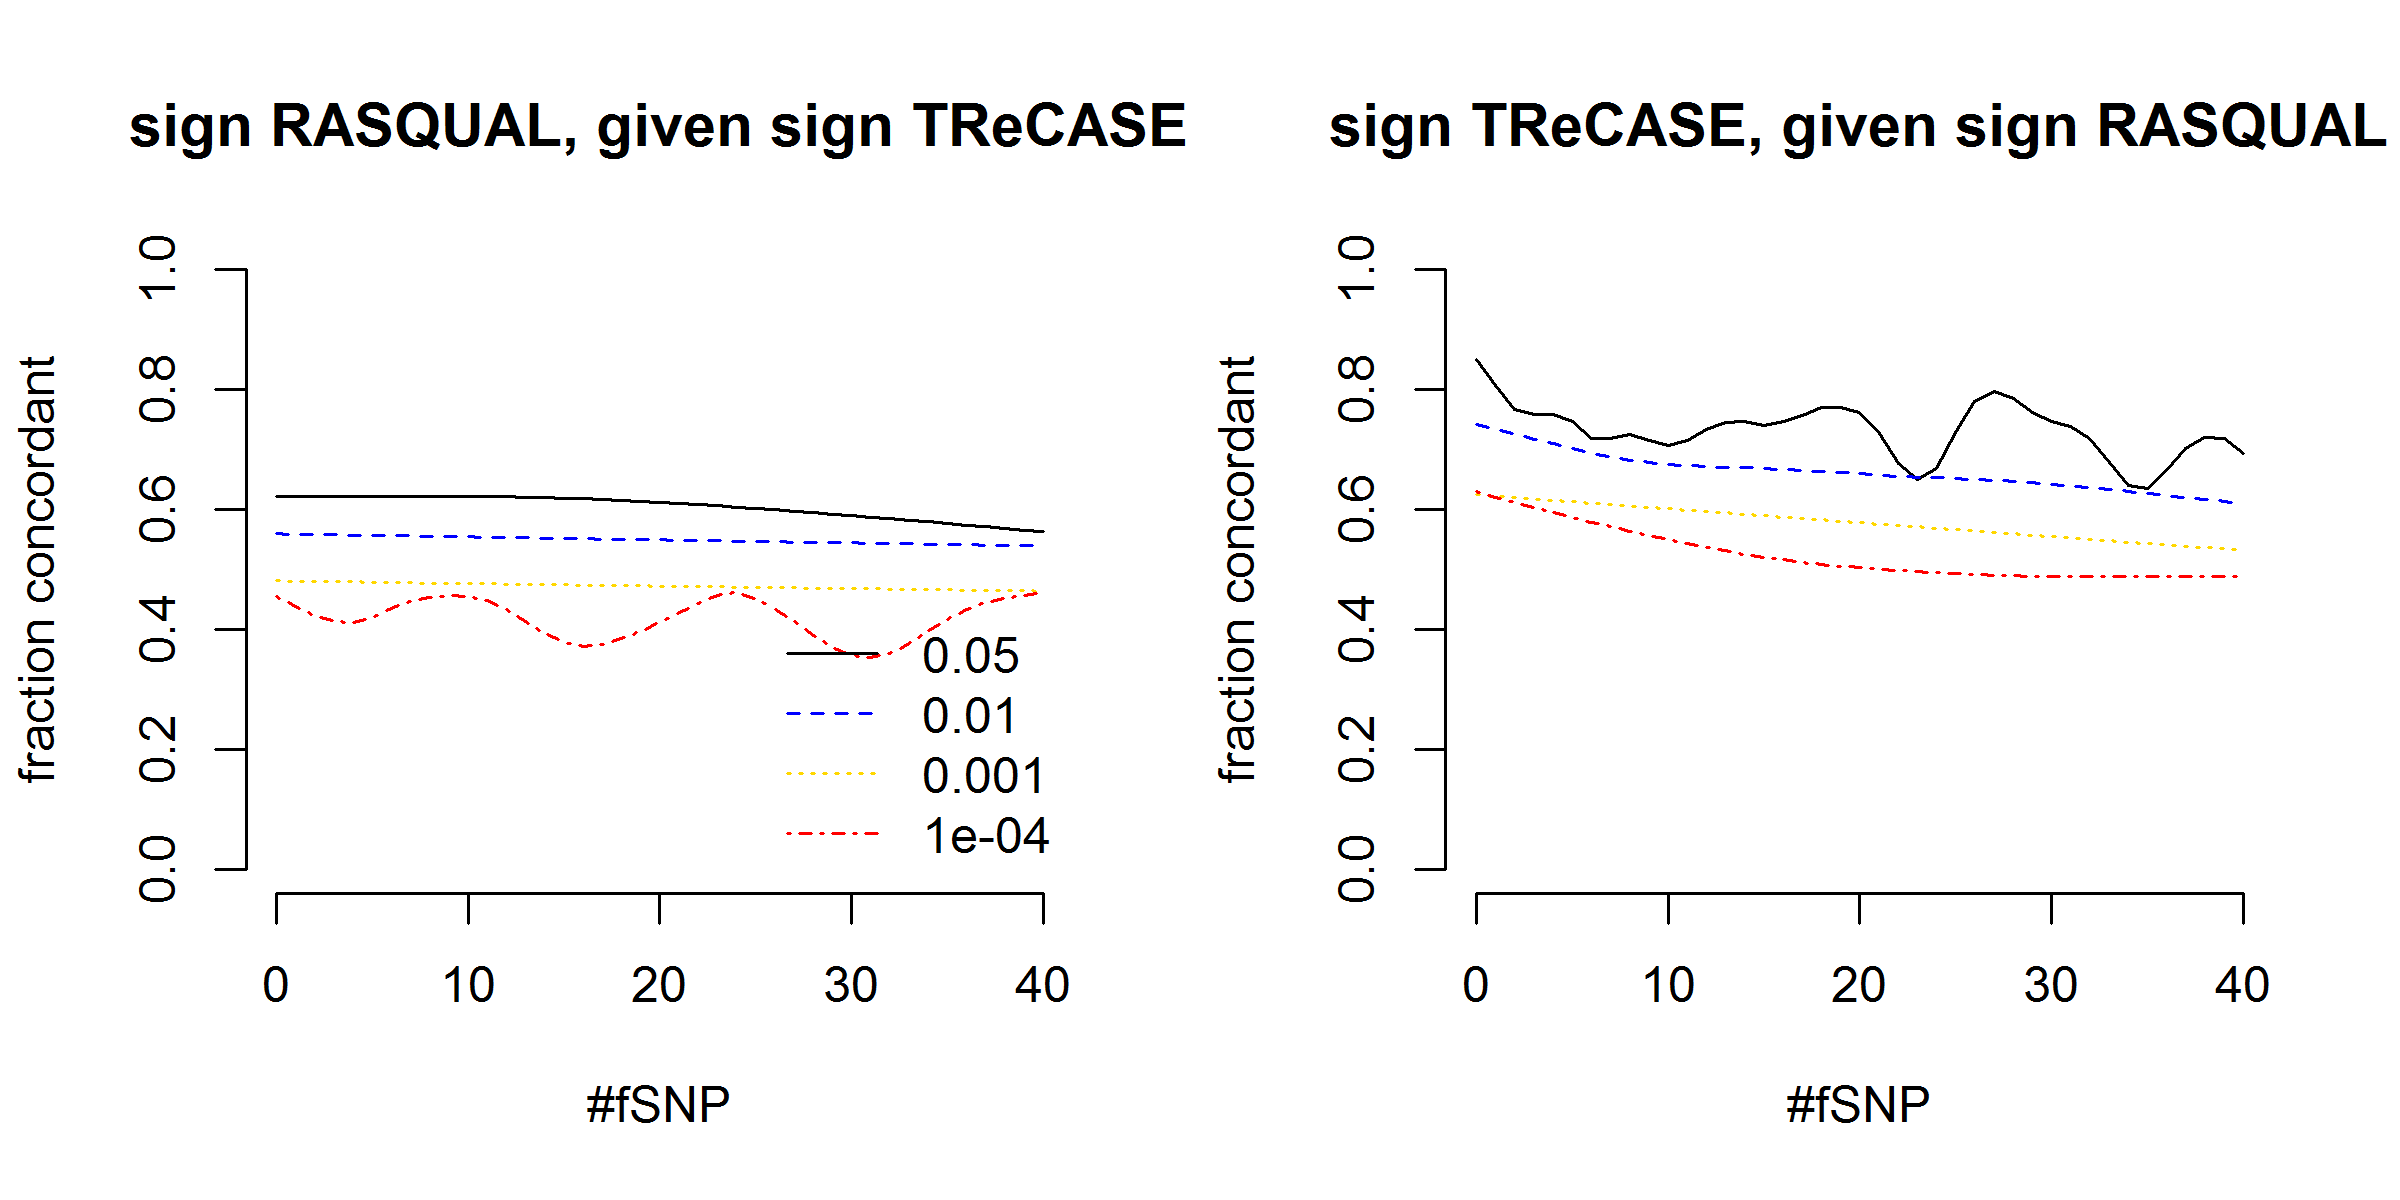 sign RASQUAL, given sign TReCASE
fraction concordant
1.0
0.8
0.6
0.4
0.2
0.0
0.05
0.01
0.001
1e-04
0 10 20 30 40
#fSNP
sign TReCASE, given sign RASQUAL
fraction concordant
1.0
0.8
0.6
0.4
0.2
0.0
0 10 20 30 40
#fSNP